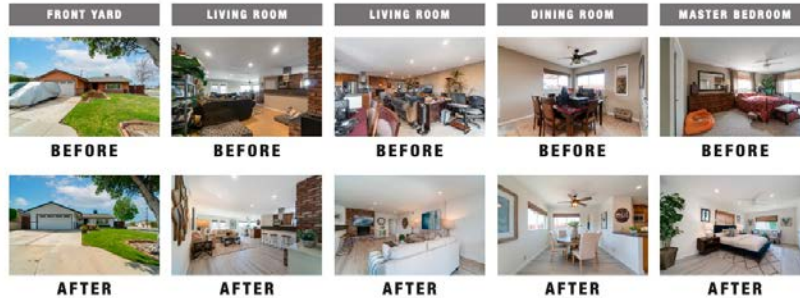 FRONT YARD
LIVING ROOM
LIVING ROOM
DINING ROOM
MASTER BEDROOM
BEFORE
BEFORE
BEFORE
BEFORE
BEFORE
AFTER
AFTER
AFTER
AFTER
AFTER